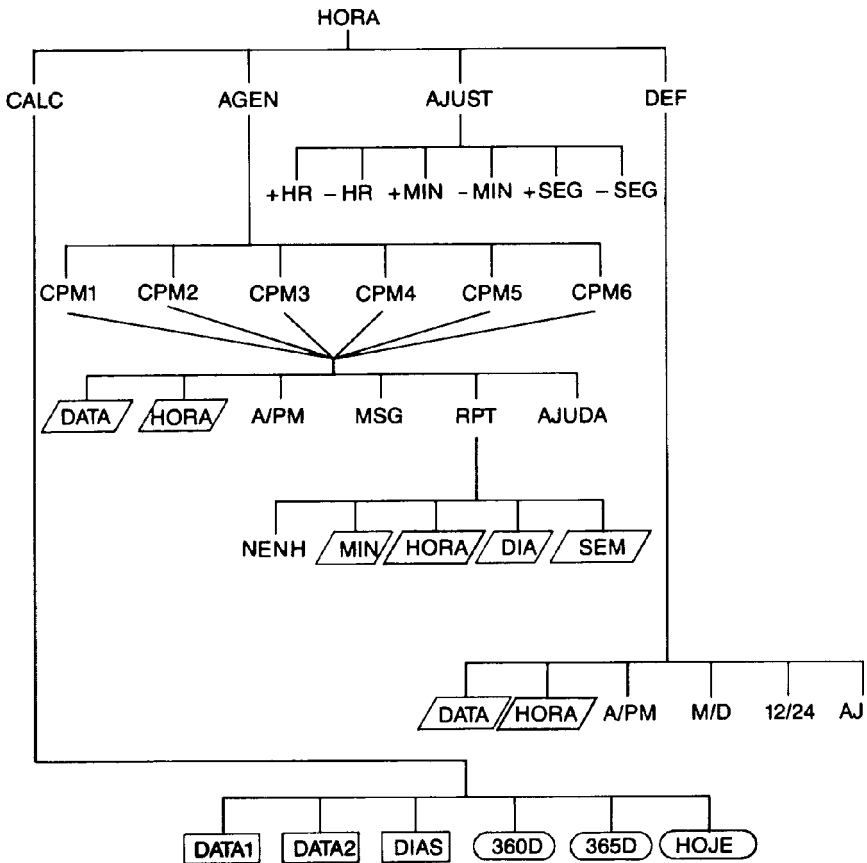 HORA
CALC AGEN AJUST DEF
+HR −HR +MIN −MIN +SEG −SEG
CPM1 CPM2 CPM3 CPM4 CPM5 CPM6
DATA HORA A/PM MSG RPT AJUDA
NENH MIN HORA DIA SEM
DATA HORA A/PM M/D 12/24 AJ
DATA1 DATA2 DIAS 360D 365D HOJE